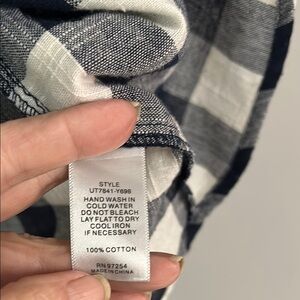 STYLE
UT7841-Y698
HAND WASH IN
COLD WATER
DO NOT BLEACH
LAY FLAT TO DRY
COOL IRON
IF NECESSARY
100% COTTON
RN 97254
MADE IN CHINA